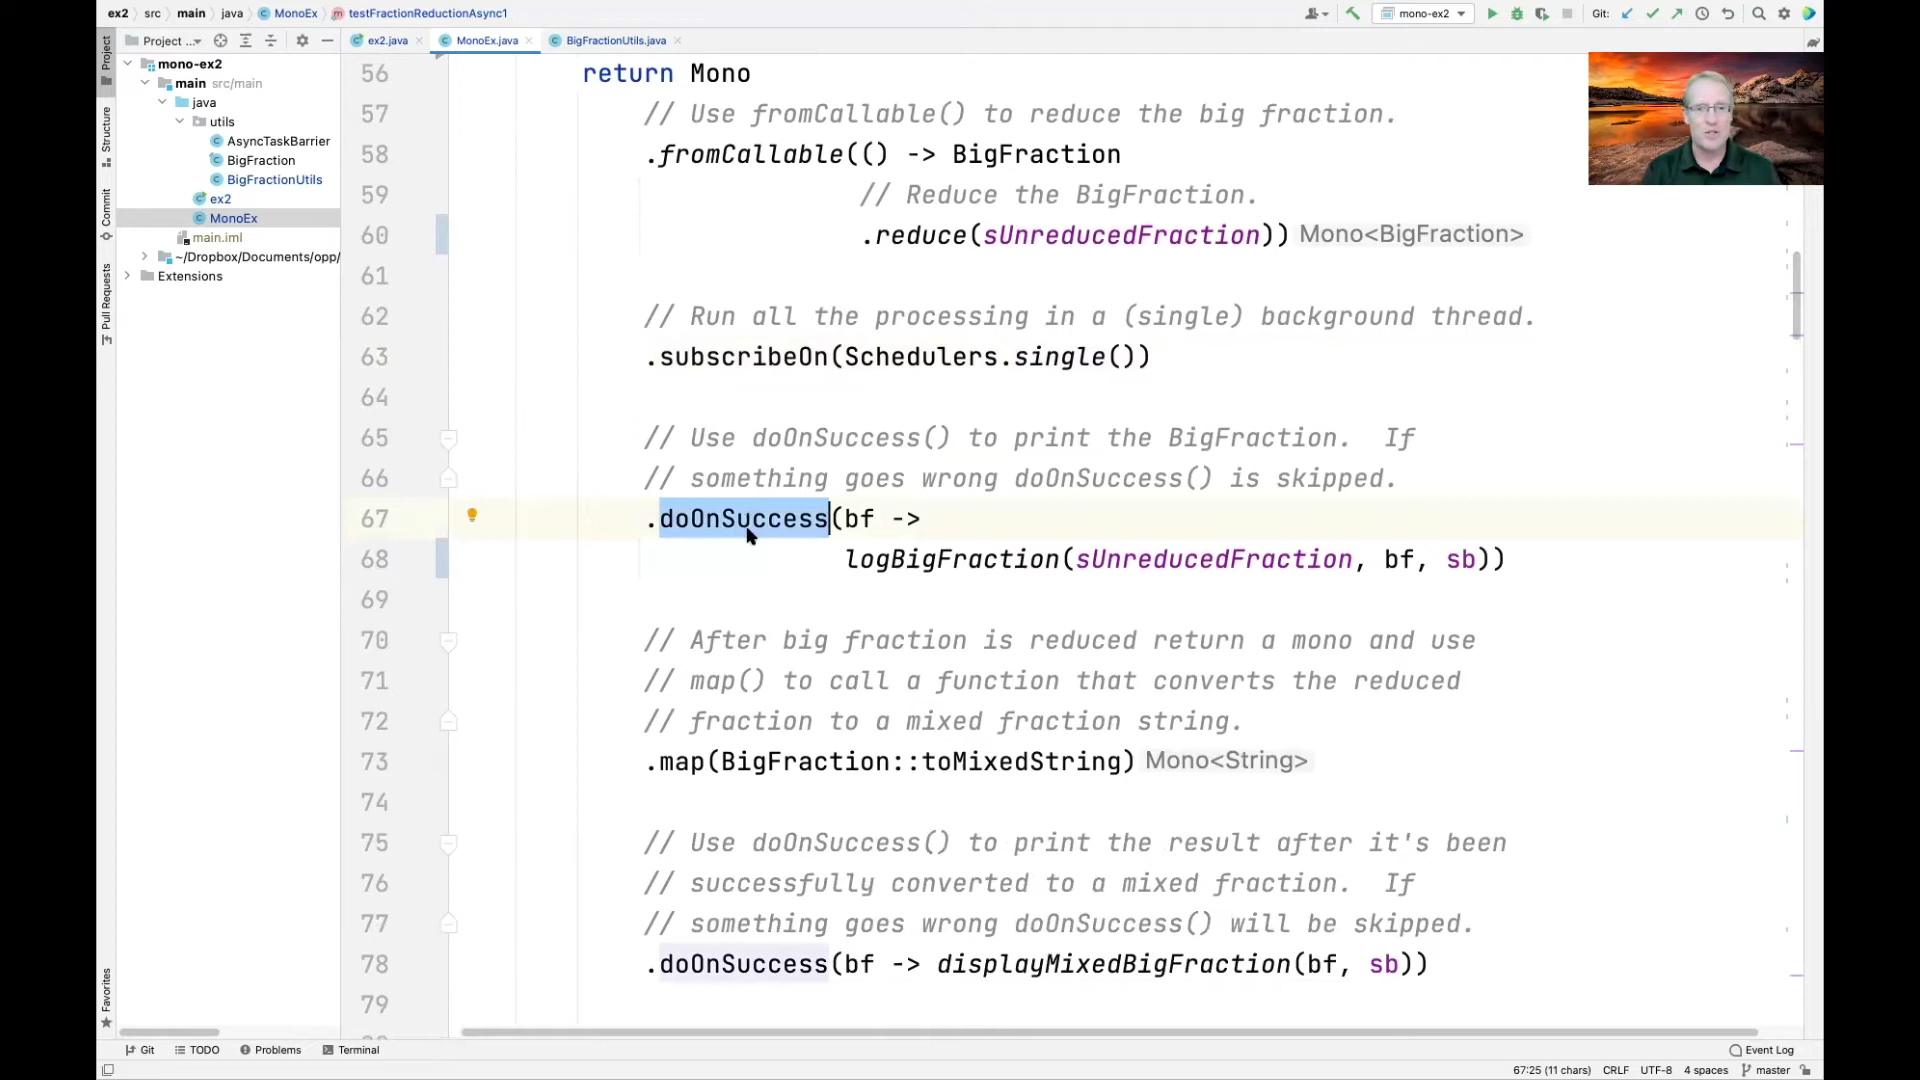 ex2 src main java MonoEx testFractionReductionAsync1
mono-ex2
Git:
Project ...
ex2.java
MonoEx.java
BigFractionUtils.java
Project
Structure
Commit
Pull Requests
Favorites
mono-ex2
main src/main
java
utils
AsyncTaskBarrier
BigFraction
BigFractionUtils
ex2
MonoEx
main.iml
~/Dropbox/Documents/opp/
Extensions
56 return Mono
57 // Use fromCallable() to reduce the big fraction.
58 .fromCallable(() -> BigFraction
59 // Reduce the BigFraction.
60 .reduce(sUnreducedFraction)) Mono<BigFraction>
61
62 // Run all the processing in a (single) background thread.
63 .subscribeOn(Schedulers.single())
64
65 // Use doOnSuccess() to print the BigFraction. If
66 // something goes wrong doOnSuccess() is skipped.
67 .doOnSuccess(bf ->
68 logBigFraction(sUnreducedFraction, bf, sb))
69
70 // After big fraction is reduced return a mono and use
71 // map() to call a function that converts the reduced
72 // fraction to a mixed fraction string.
73 .map(BigFraction::toMixedString) Mono<String>
74
75 // Use doOnSuccess() to print the result after it's been
76 // successfully converted to a mixed fraction. If
77 // something goes wrong doOnSuccess() will be skipped.
78 .doOnSuccess(bf -> displayMixedBigFraction(bf, sb))
79
Git TODO Problems Terminal Event Log
67:25 (11 chars) CRLF UTF-8 4 spaces master